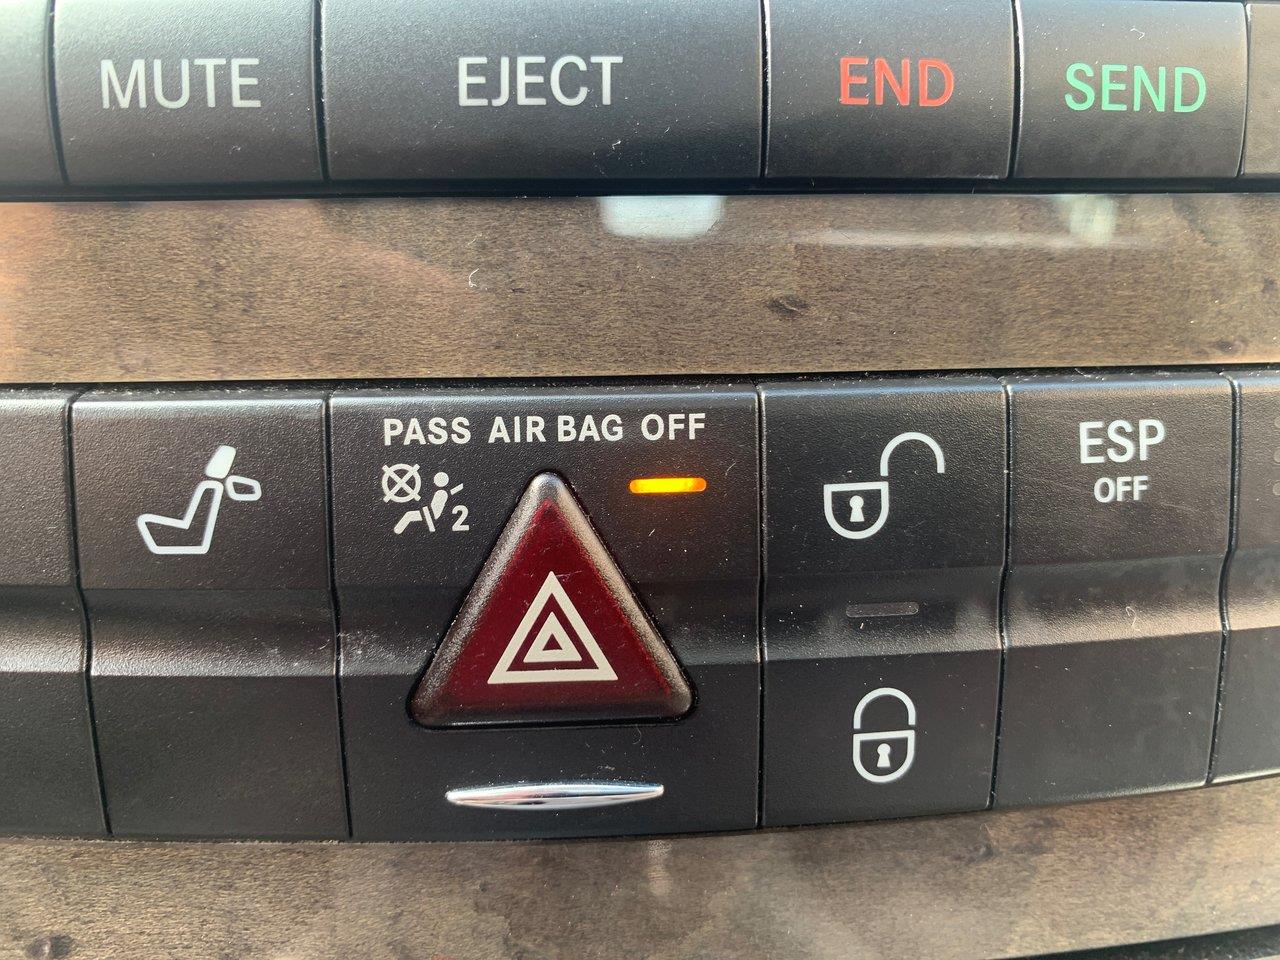 MUTE EJECT END SEND
PASS AIR BAG OFF
2
ESP
OFF